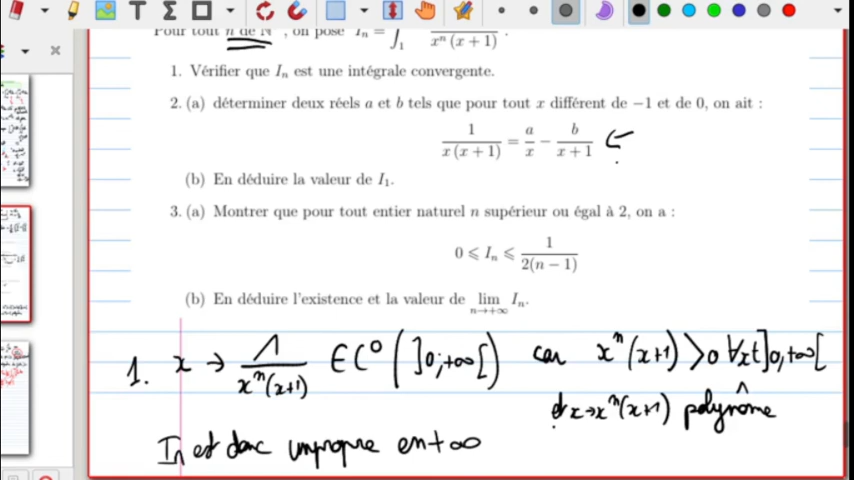 Pour tout n de ℕ*, on pose Iₙ = ∫₁ xⁿ(x+1) .
1. Vérifier que Iₙ est une intégrale convergente.
2. (a) déterminer deux réels a et b tels que pour tout x différent de −1 et de 0, on ait :
1/(x(x+1)) = a/x − b/(x+1)
(b) En déduire la valeur de I₁.
3. (a) Montrer que pour tout entier naturel n supérieur ou égal à 2, on a :
0 ⩽ Iₙ ⩽ 1/(2(n−1))
(b) En déduire l'existence et la valeur de lim n→+∞ Iₙ.
1. x → 1/(xⁿ(x+1)) ∈ C⁰(]0;+∞[) car xⁿ(x+1) > 0 ∀x∈]0,+∞[
et x→xⁿ(x+1) polynôme
In est donc impropre en +∞